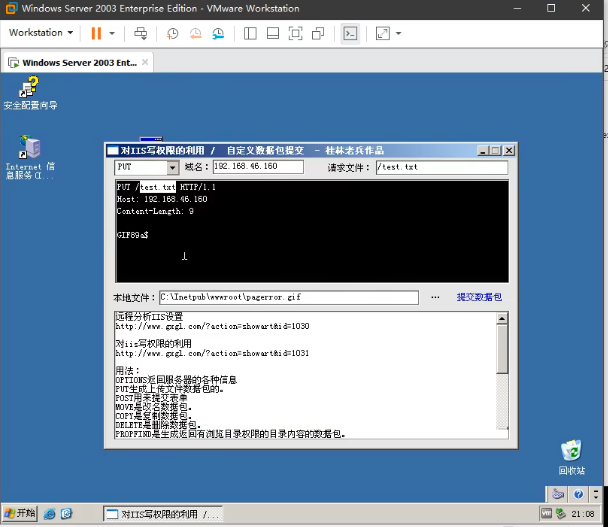 Windows Server 2003 Enterprise Edition - VMware Workstation
Workstation
Windows Server 2003 Ent...
安全配置向导
Internet 信
息服务(I...
对IIS写权限的利用 / 自定义数据包提交 - 桂林老兵作品
PUT
域名：
192.168.46.160
请求文件：
/test.txt
PUT /test.txt HTTP/1.1
Host: 192.168.46.160
Content-Length: 9
GIF89a$
本地文件：
C:\Inetpub\wwwroot\pagerror.gif
...
提交数据包
远程分析IIS设置
http://www.gxgl.com/?action=showart&id=1030
对iis写权限的利用
http://www.gxgl.com/?action=showart&id=1031
用法：
OPTIONS返回服务器的各种信息
PUT生成上传文件数据包的。
POST用来提交表单
MOVE是改名数据包。
COPY是复制数据包。
DELETE是删除数据包。
PROPFIND是生成返回有浏览目录权限的目录内容的数据包。
回收站
开始
对IIS写权限的利用 /...
21:08